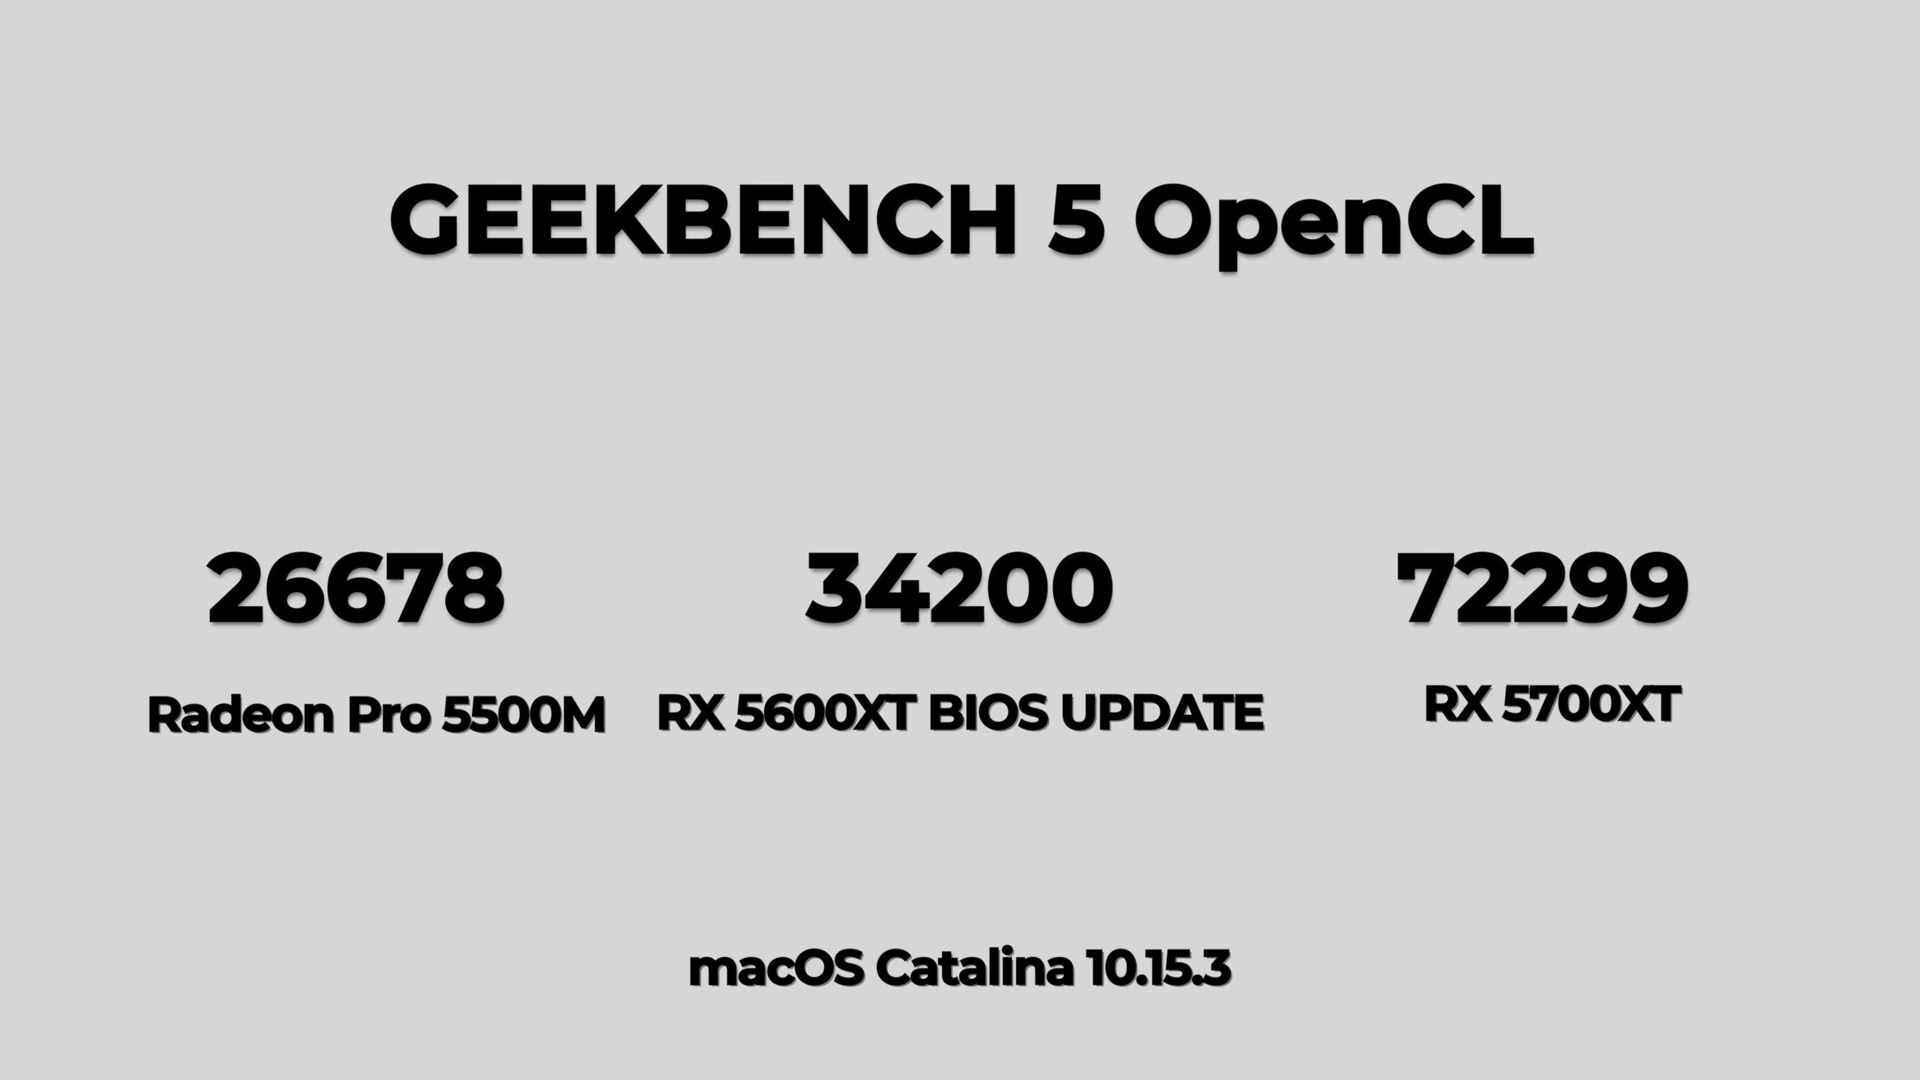 GEEKBENCH 5 OpenCL
26678 34200 72299
Radeon Pro 5500M RX 5600XT BIOS UPDATE RX 5700XT
macOS Catalina 10.15.3